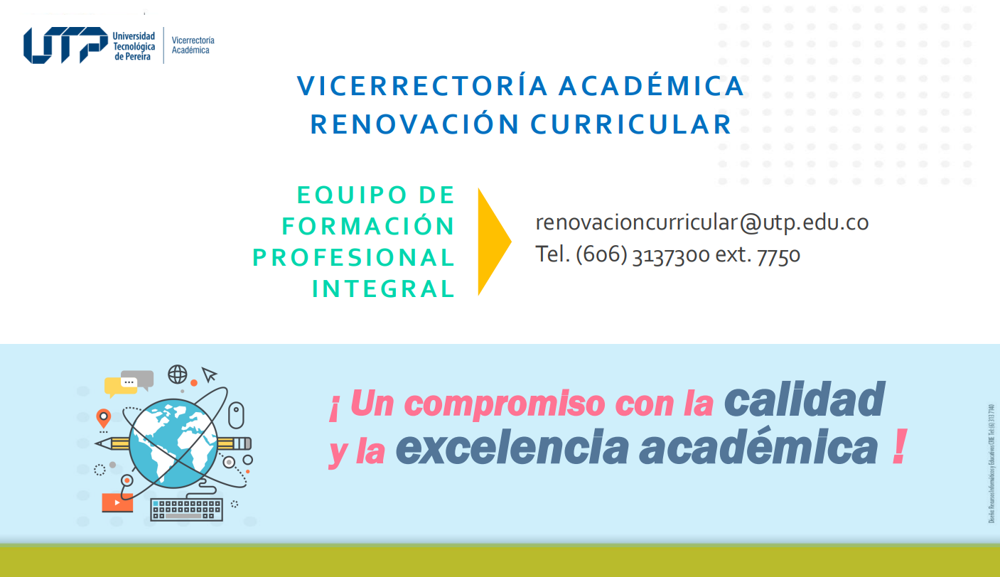 UTP
Universidad
Tecnológica
de Pereira
Vicerrectoría
Académica
VICERRECTORÍA ACADÉMICA
RENOVACIÓN CURRICULAR
EQUIPO DE
FORMACIÓN
PROFESIONAL
INTEGRAL
renovacioncurricular@utp.edu.co
Tel. (606) 3137300 ext. 7750
¡ Un compromiso con la calidad
y la excelencia académica !
Diseño: Recursos Informáticos y Educativos CRIE Tel: (6) 313 7140